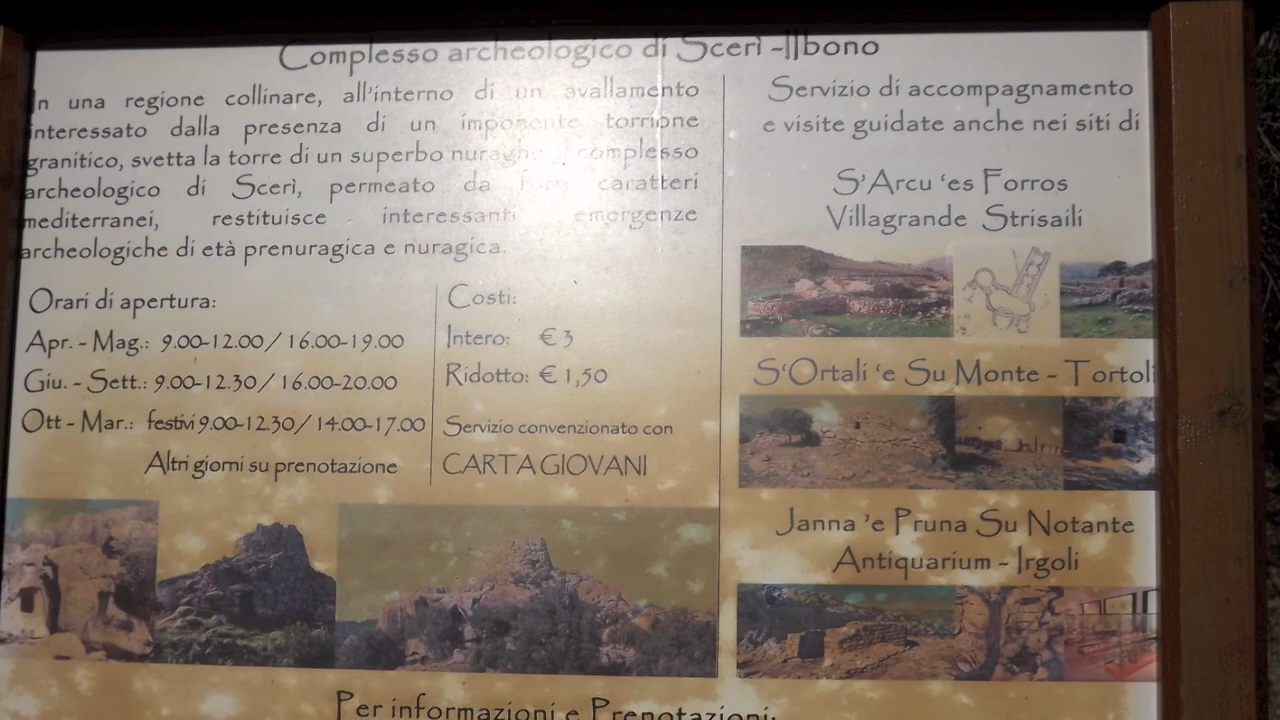 Complesso archeologico di Scerì - Ilbono
In una regione collinare, all'interno di un avallamento
interessato dalla presenza di un imponente torrione
granitico, svetta la torre di un superbo complesso
archeologico di Scerì, permeato da caratteri
mediterranei, restituisce interessanti emergenze
archeologiche di età prenuragica e nuragica.
Orari di apertura:
Apr. - Mag.: 9.00-12.00 / 16.00-19.00
Giu. - Sett.: 9.00-12.30 / 16.00-20.00
Ott - Mar.: festivi 9.00-12.30 / 14.00-17.00
Altri giorni su prenotazione
Costi:
Intero: € 3
Ridotto: € 1,50
Servizio convenzionato con
CARTA GIOVANI
Servizio di accompagnamento
e visite guidate anche nei siti di
S'Arcu 'es Forros
Villagrande Strisaili
S'Ortali 'e Su Monte - Tortolì
Janna 'e Pruna Su Notante
Antiquarium - Irgoli
Per informazioni e Prenotazioni: